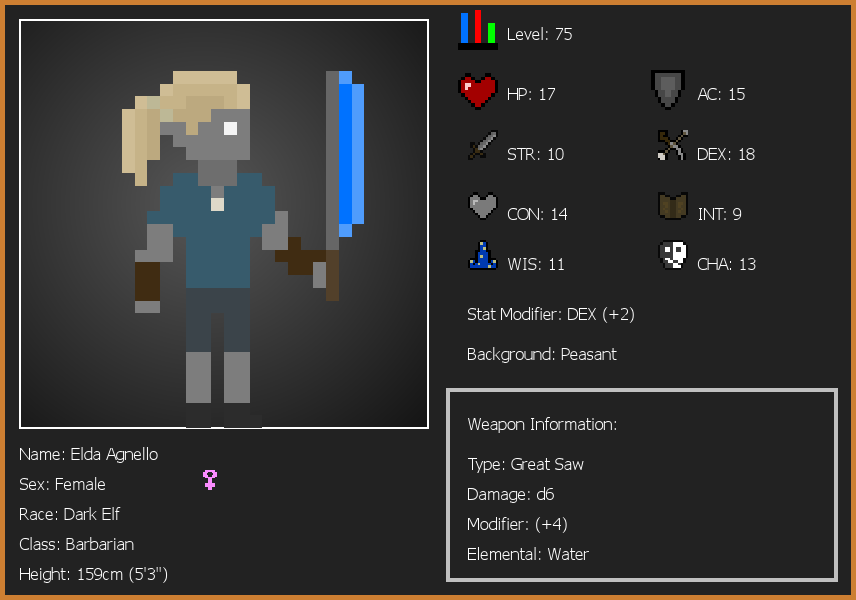 Level: 75
HP: 17
AC: 15
STR: 10
DEX: 18
CON: 14
INT: 9
WIS: 11
CHA: 13
Stat Modifier: DEX (+2)
Background: Peasant
Weapon Information:
Type: Great Saw
Damage: d6
Modifier: (+4)
Elemental: Water
Name: Elda Agnello
Sex: Female
Race: Dark Elf
Class: Barbarian
Height: 159cm (5'3")